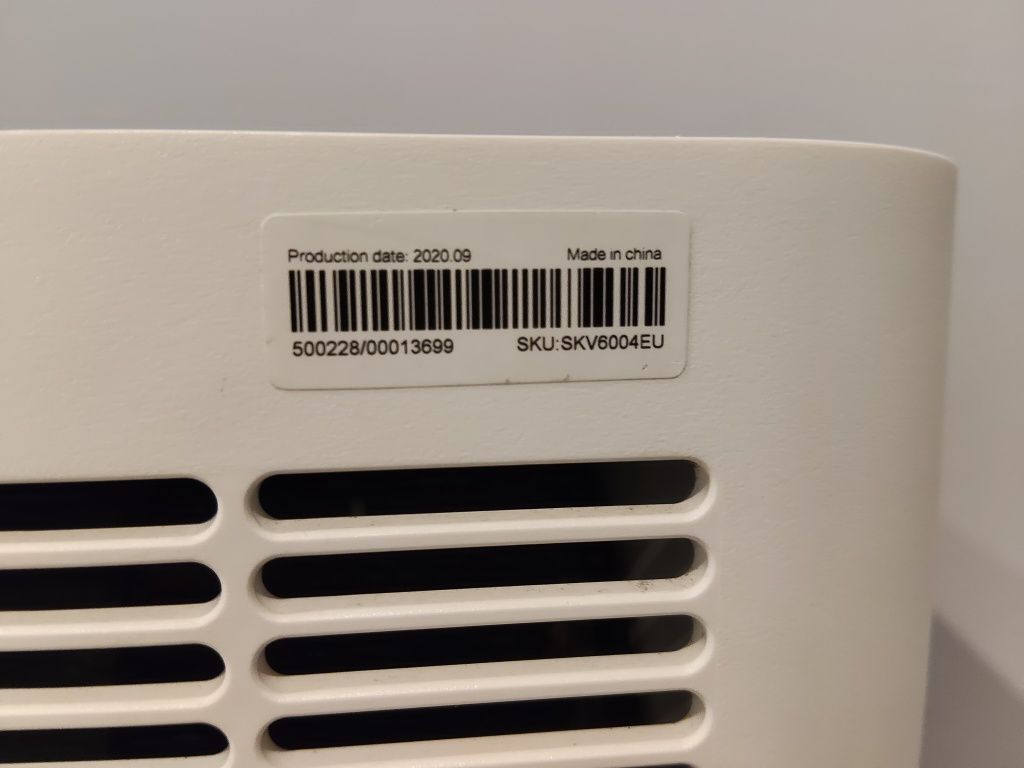 Production date: 2020.09 Made in china
500228/00013699 SKU:SKV6004EU